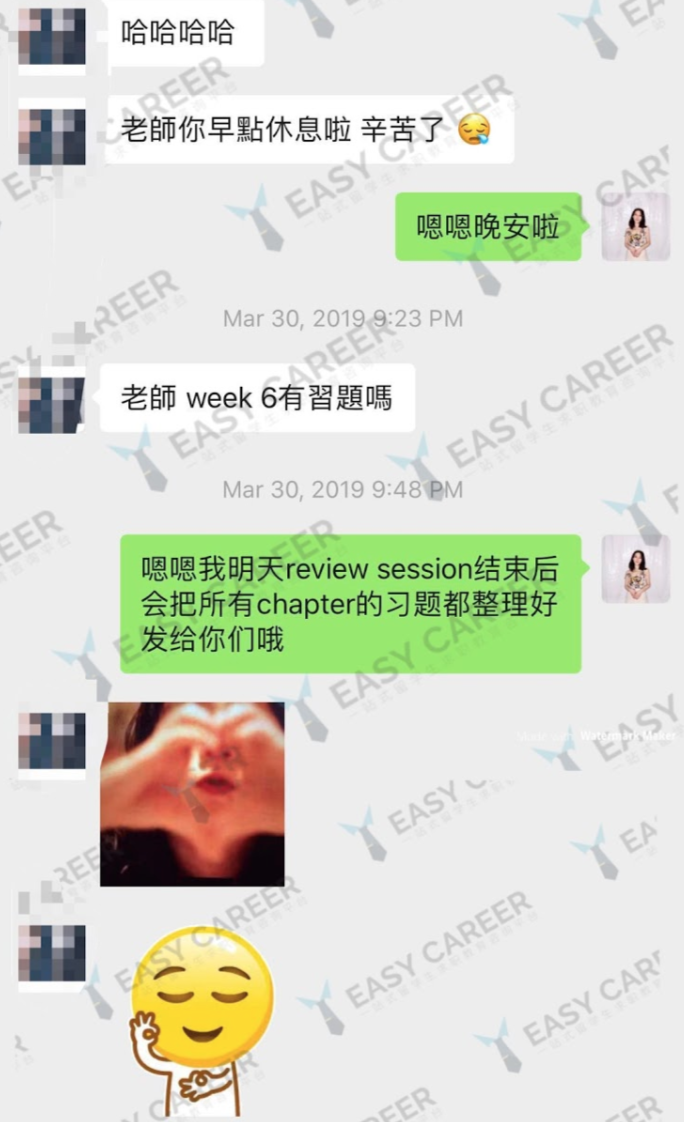 哈哈哈哈
老師你早點休息啦 辛苦了 😪
嗯嗯晚安啦
Mar 30, 2019 9:23 PM
老師 week 6有習題嗎
Mar 30, 2019 9:48 PM
嗯嗯我明天review session结束后
会把所有chapter的习题都整理好
发给你们哦
EASY CAREER
Watermark Maker